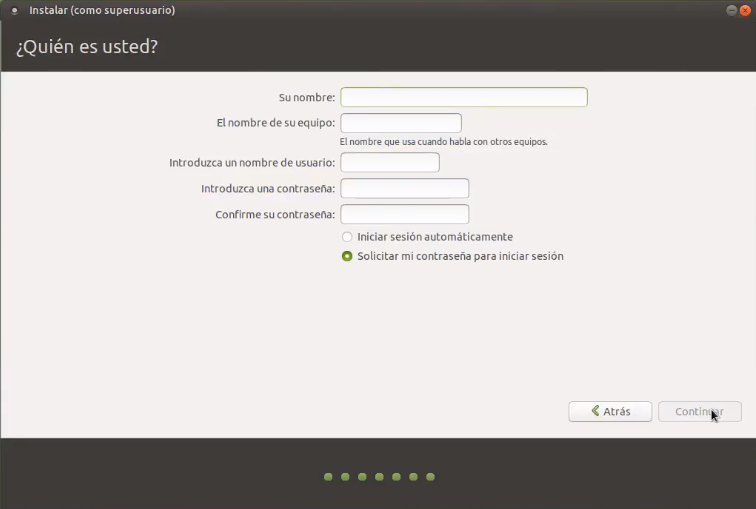 Instalar (como superusuario)
¿Quién es usted?
Su nombre:
El nombre de su equipo:
El nombre que usa cuando habla con otros equipos.
Introduzca un nombre de usuario:
Introduzca una contraseña:
Confirme su contraseña:
Iniciar sesión automáticamente
Solicitar mi contraseña para iniciar sesión
Atrás Continuar